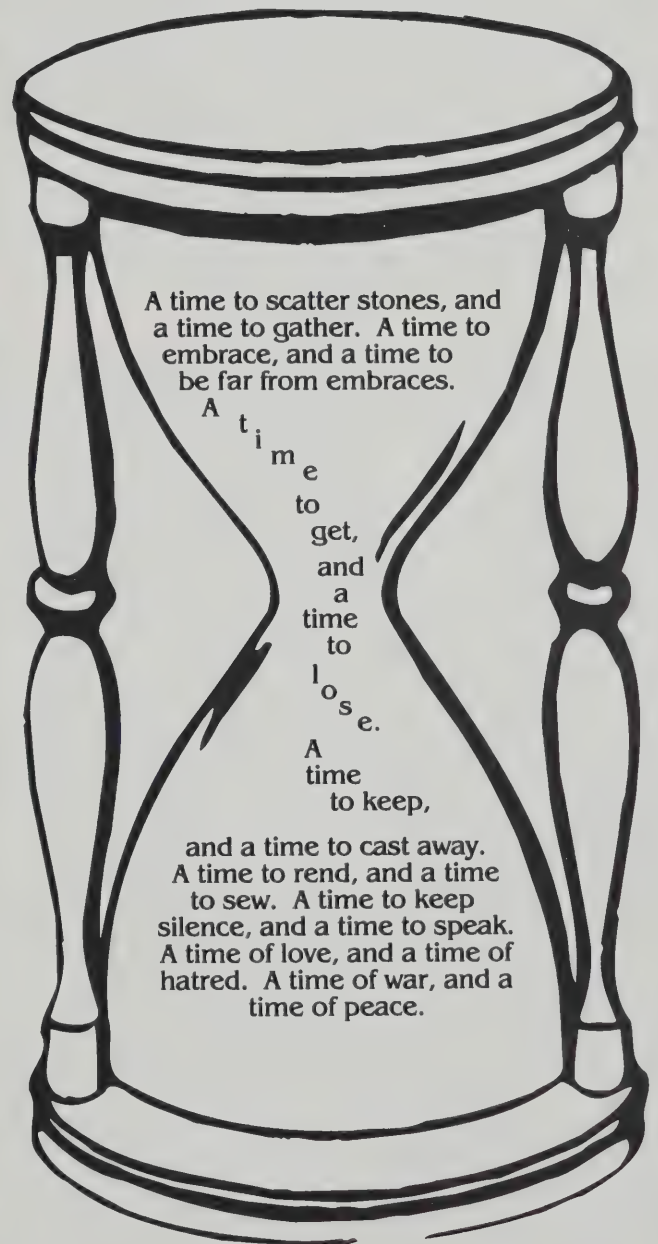 A time to scatter stones, and
a time to gather. A time to
embrace, and a time to
be far from embraces.
A time
to
get,
and
a
time
to
lose.
A
time
to keep,
and a time to cast away.
A time to rend, and a time
to sew. A time to keep
silence, and a time to speak.
A time of love, and a time of
hatred. A time of war, and a
time of peace.